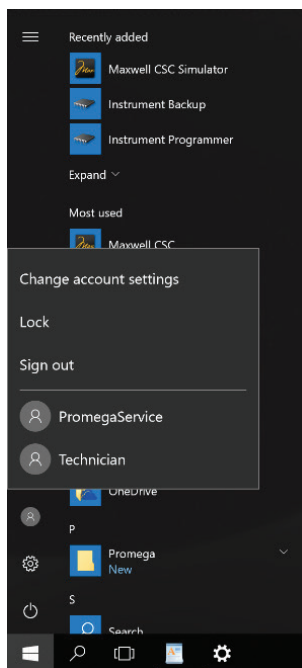 Recently added
Maxwell CSC Simulator
Instrument Backup
Instrument Programmer
Expand
Most used
Maxwell CSC
Change account settings
Lock
Sign out
PromegaService
Technician
OneDrive
P
Promega
New
S
Search